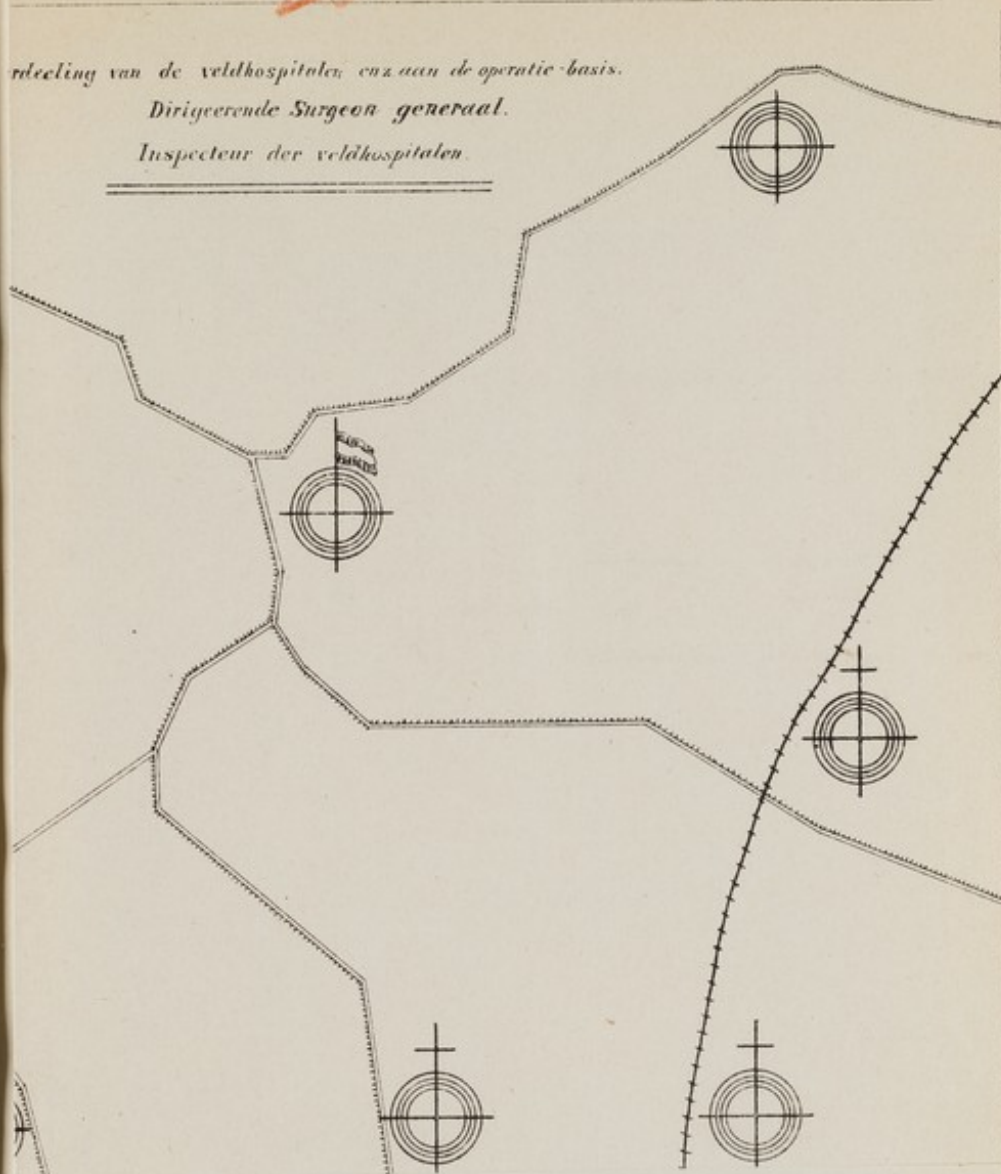 rdeeling van de veldhospitalen enz aan de operatie-basis.
Dirigeerende Surgeon generaal.
Inspecteur der veldhospitalen.